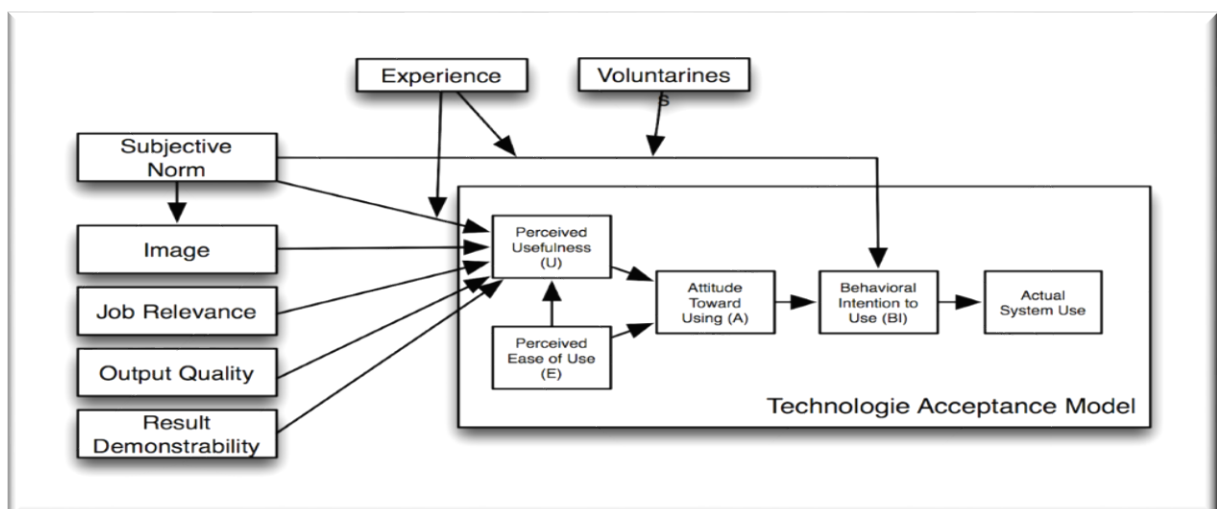 Experience
Voluntarines
s
Subjective
Norm
Image
Job Relevance
Output Quality
Result
Demonstrability
Perceived
Usefulness
(U)
Perceived
Ease of Use
(E)
Attitude
Toward
Using (A)
Behavioral
Intention to
Use (BI)
Actual
System Use
Technologie Acceptance Model